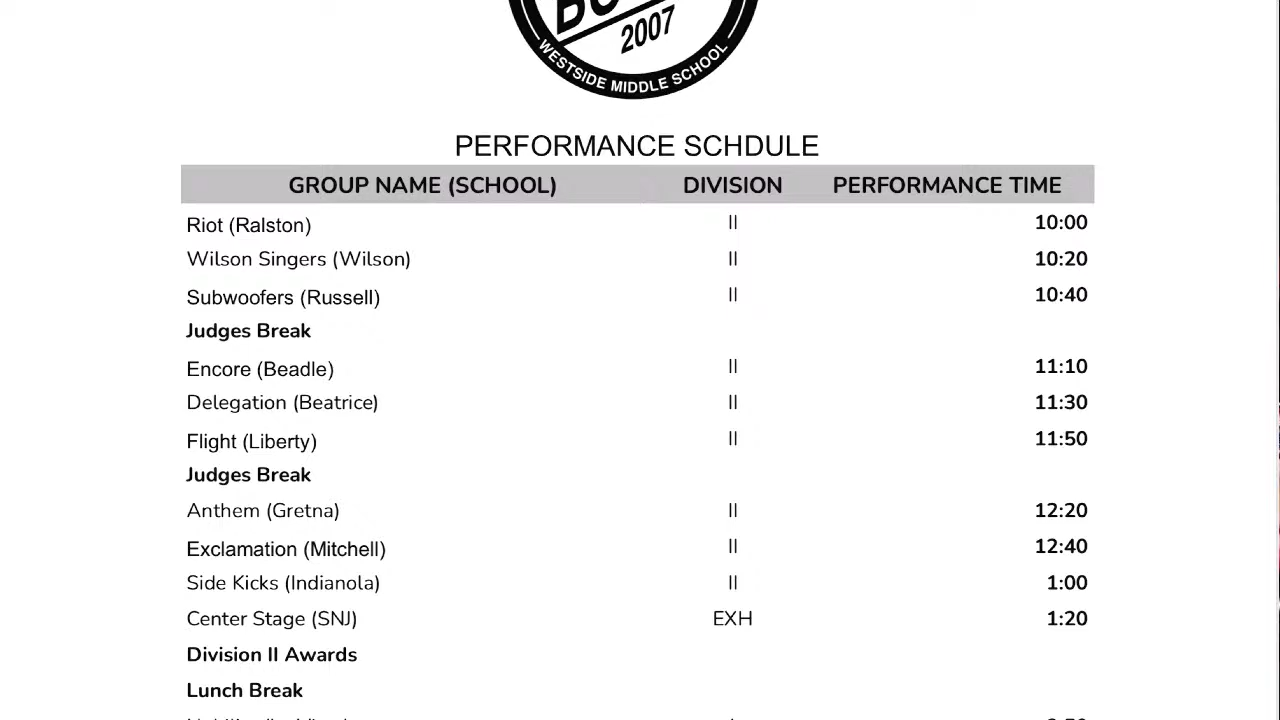 2007
WESTSIDE MIDDLE SCHOOL
PERFORMANCE SCHDULE
GROUP NAME (SCHOOL) DIVISION PERFORMANCE TIME
Riot (Ralston) II 10:00
Wilson Singers (Wilson) II 10:20
Subwoofers (Russell) II 10:40
Judges Break
Encore (Beadle) II 11:10
Delegation (Beatrice) II 11:30
Flight (Liberty) II 11:50
Judges Break
Anthem (Gretna) II 12:20
Exclamation (Mitchell) II 12:40
Side Kicks (Indianola) II 1:00
Center Stage (SNJ) EXH 1:20
Division II Awards
Lunch Break